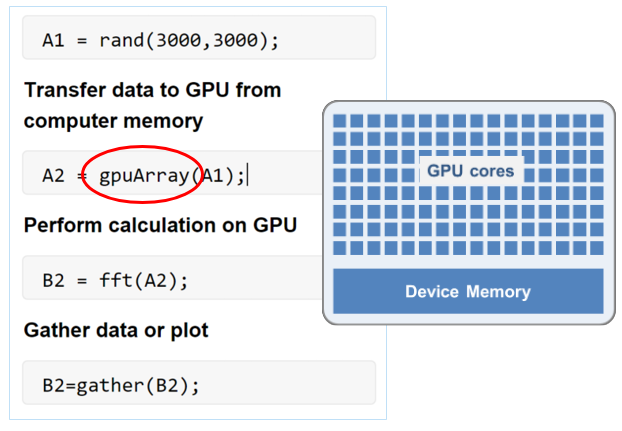 A1 = rand(3000,3000);
Transfer data to GPU from
computer memory
A2 = gpuArray(A1);
Perform calculation on GPU
B2 = fft(A2);
Gather data or plot
B2=gather(B2);
GPU cores
Device Memory